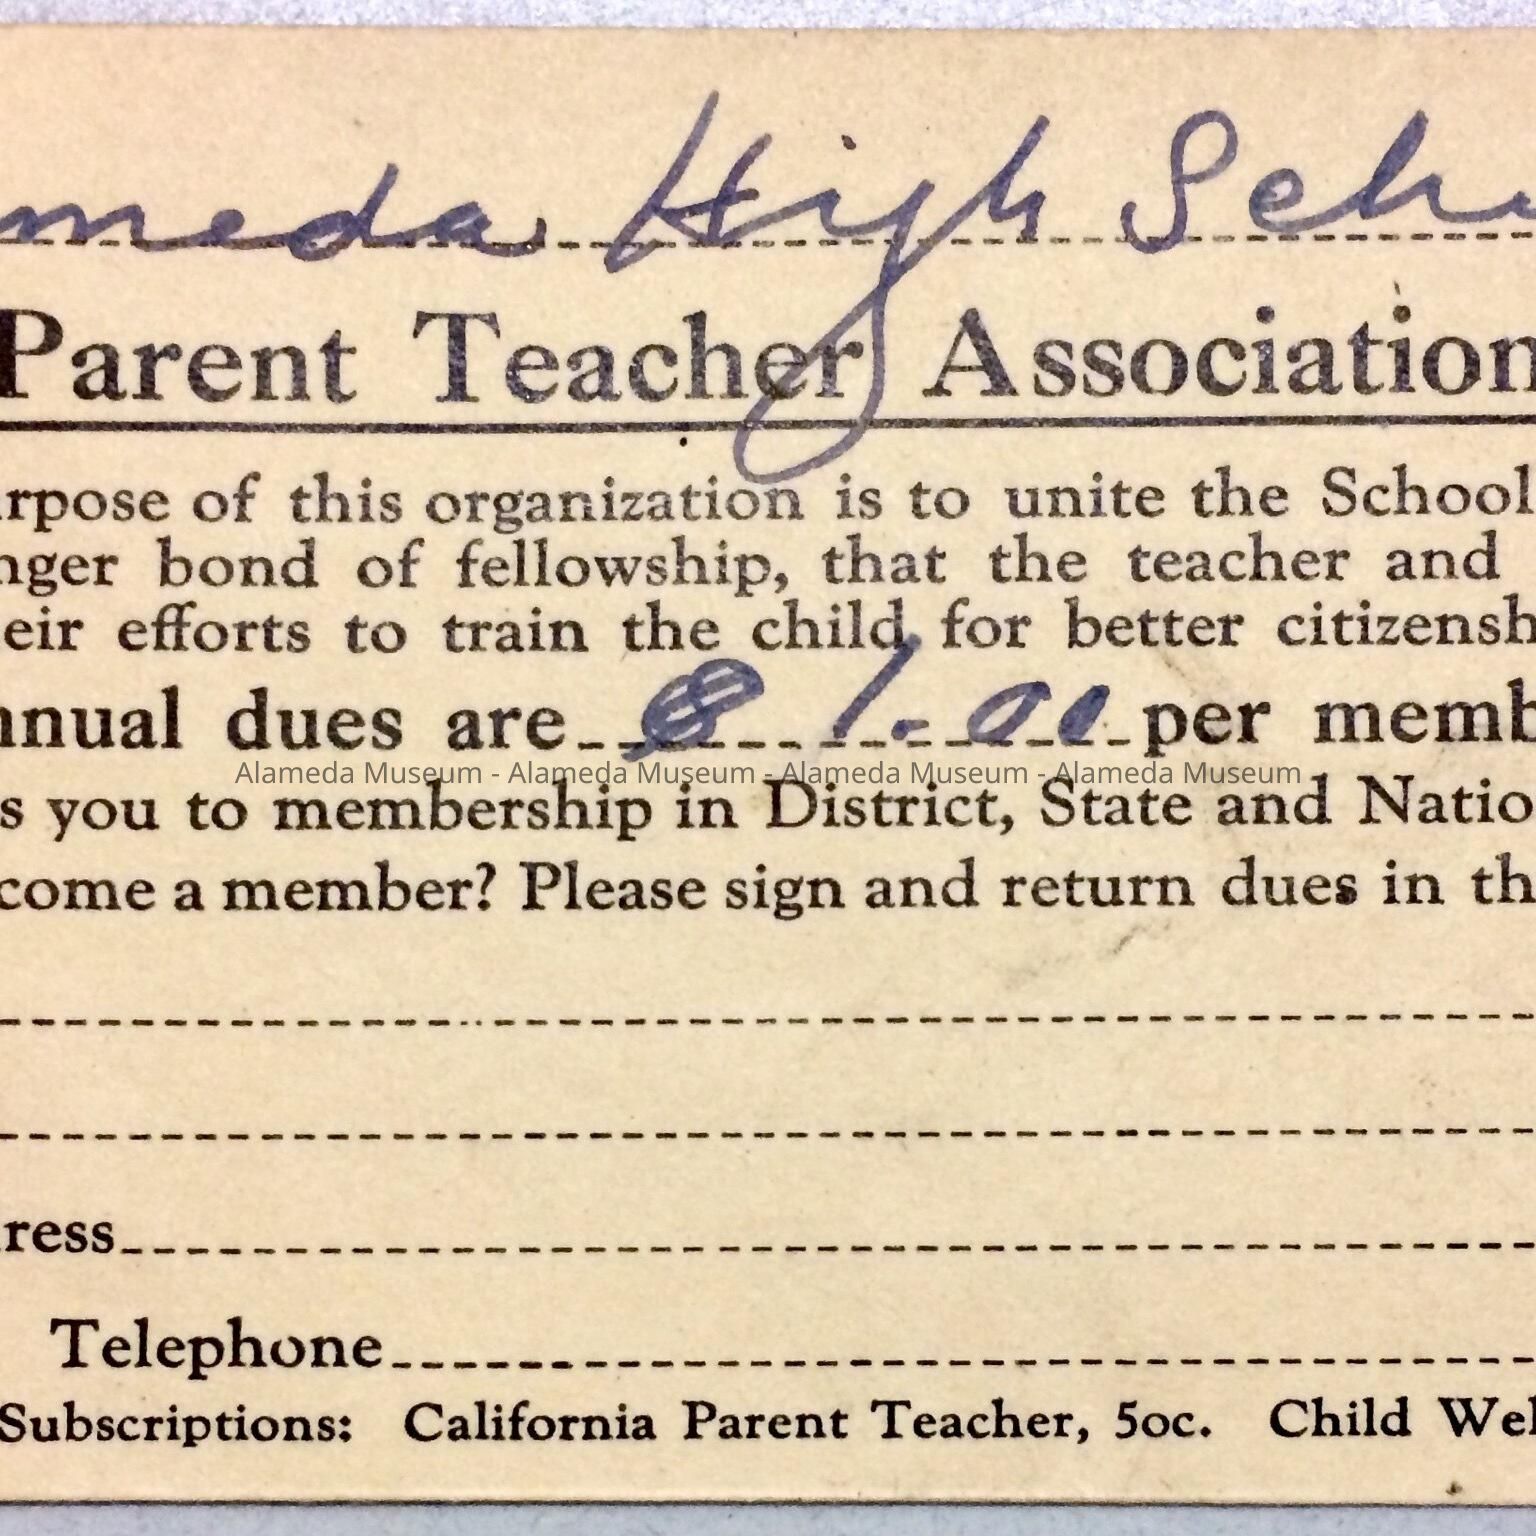 meda High Scho
Parent Teacher Association
rpose of this organization is to unite the School
nger bond of fellowship, that the teacher and
eir efforts to train the child for better citizensh
nnual dues are 1.00 per memb
Alameda Museum - Alameda Museum - Alameda Museum - Alameda Museum
s you to membership in District, State and Natio
come a member? Please sign and return dues in th
ress
Telephone
Subscriptions: California Parent Teacher, 50c. Child Wel